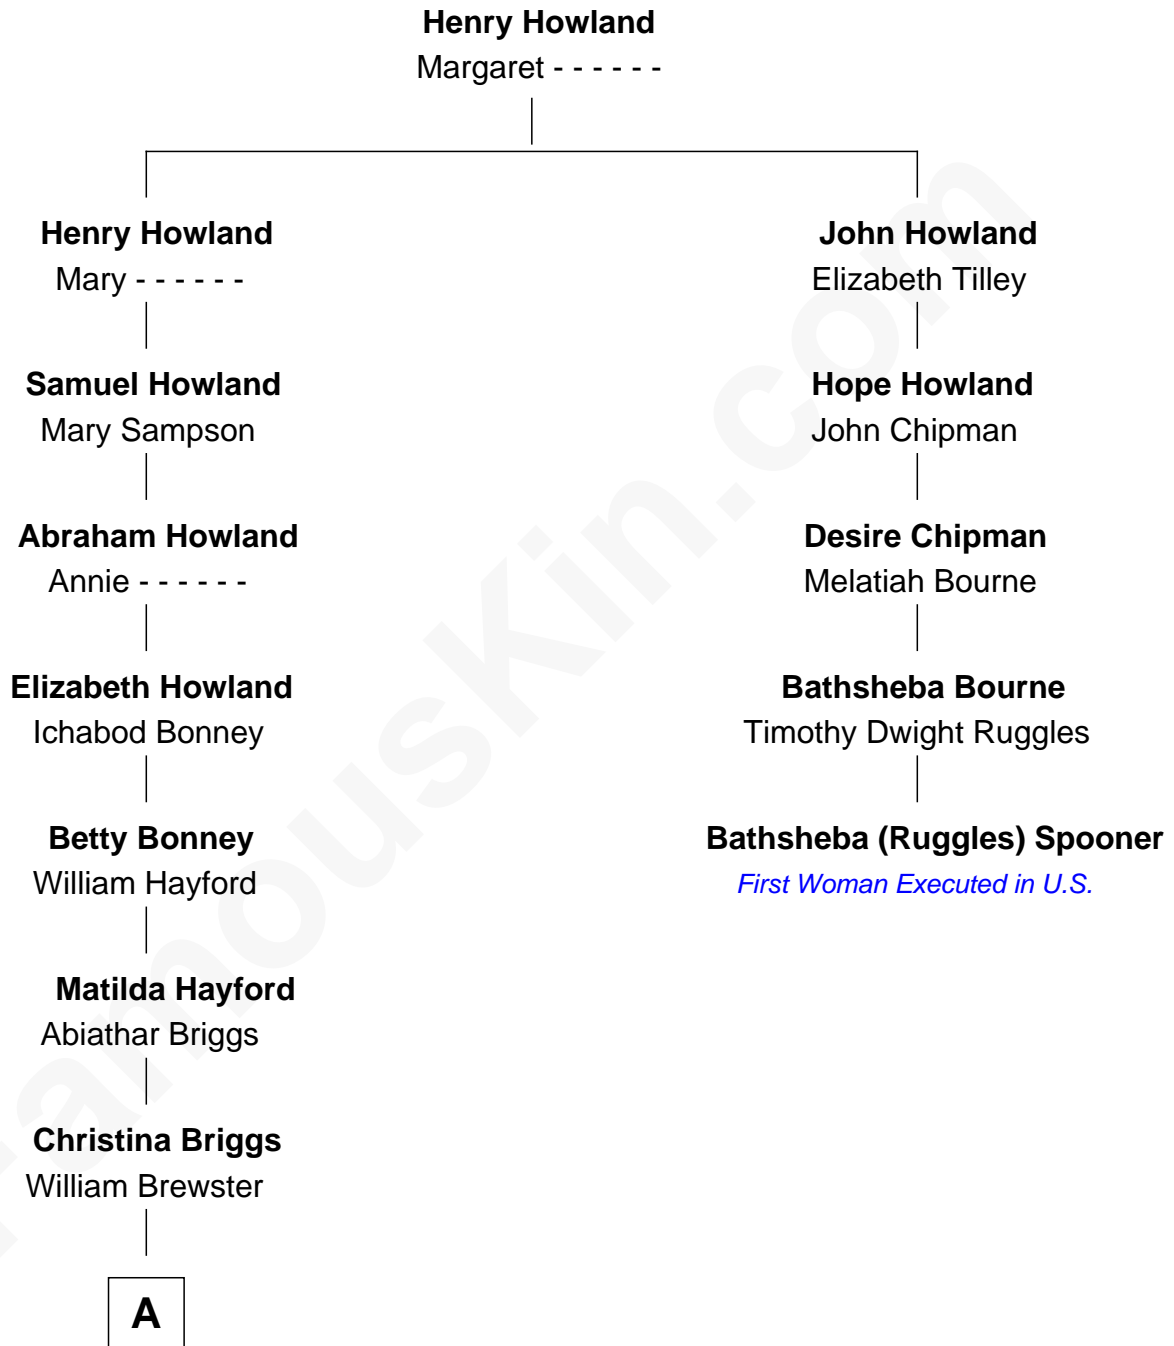 Henry Howland
Margaret - - - - - -
Henry Howland
Mary - - - - - -
John Howland
Elizabeth Tilley
Samuel Howland
Mary Sampson
Hope Howland
John Chipman
Abraham Howland
Annie - - - - - -
Desire Chipman
Melatiah Bourne
Elizabeth Howland
Ichabod Bonney
Bathsheba Bourne
Timothy Dwight Ruggles
Betty Bonney
William Hayford
Bathsheba (Ruggles) Spooner
First Woman Executed in U.S.
Matilda Hayford
Abiathar Briggs
Christina Briggs
William Brewster
A
FamousKin.com